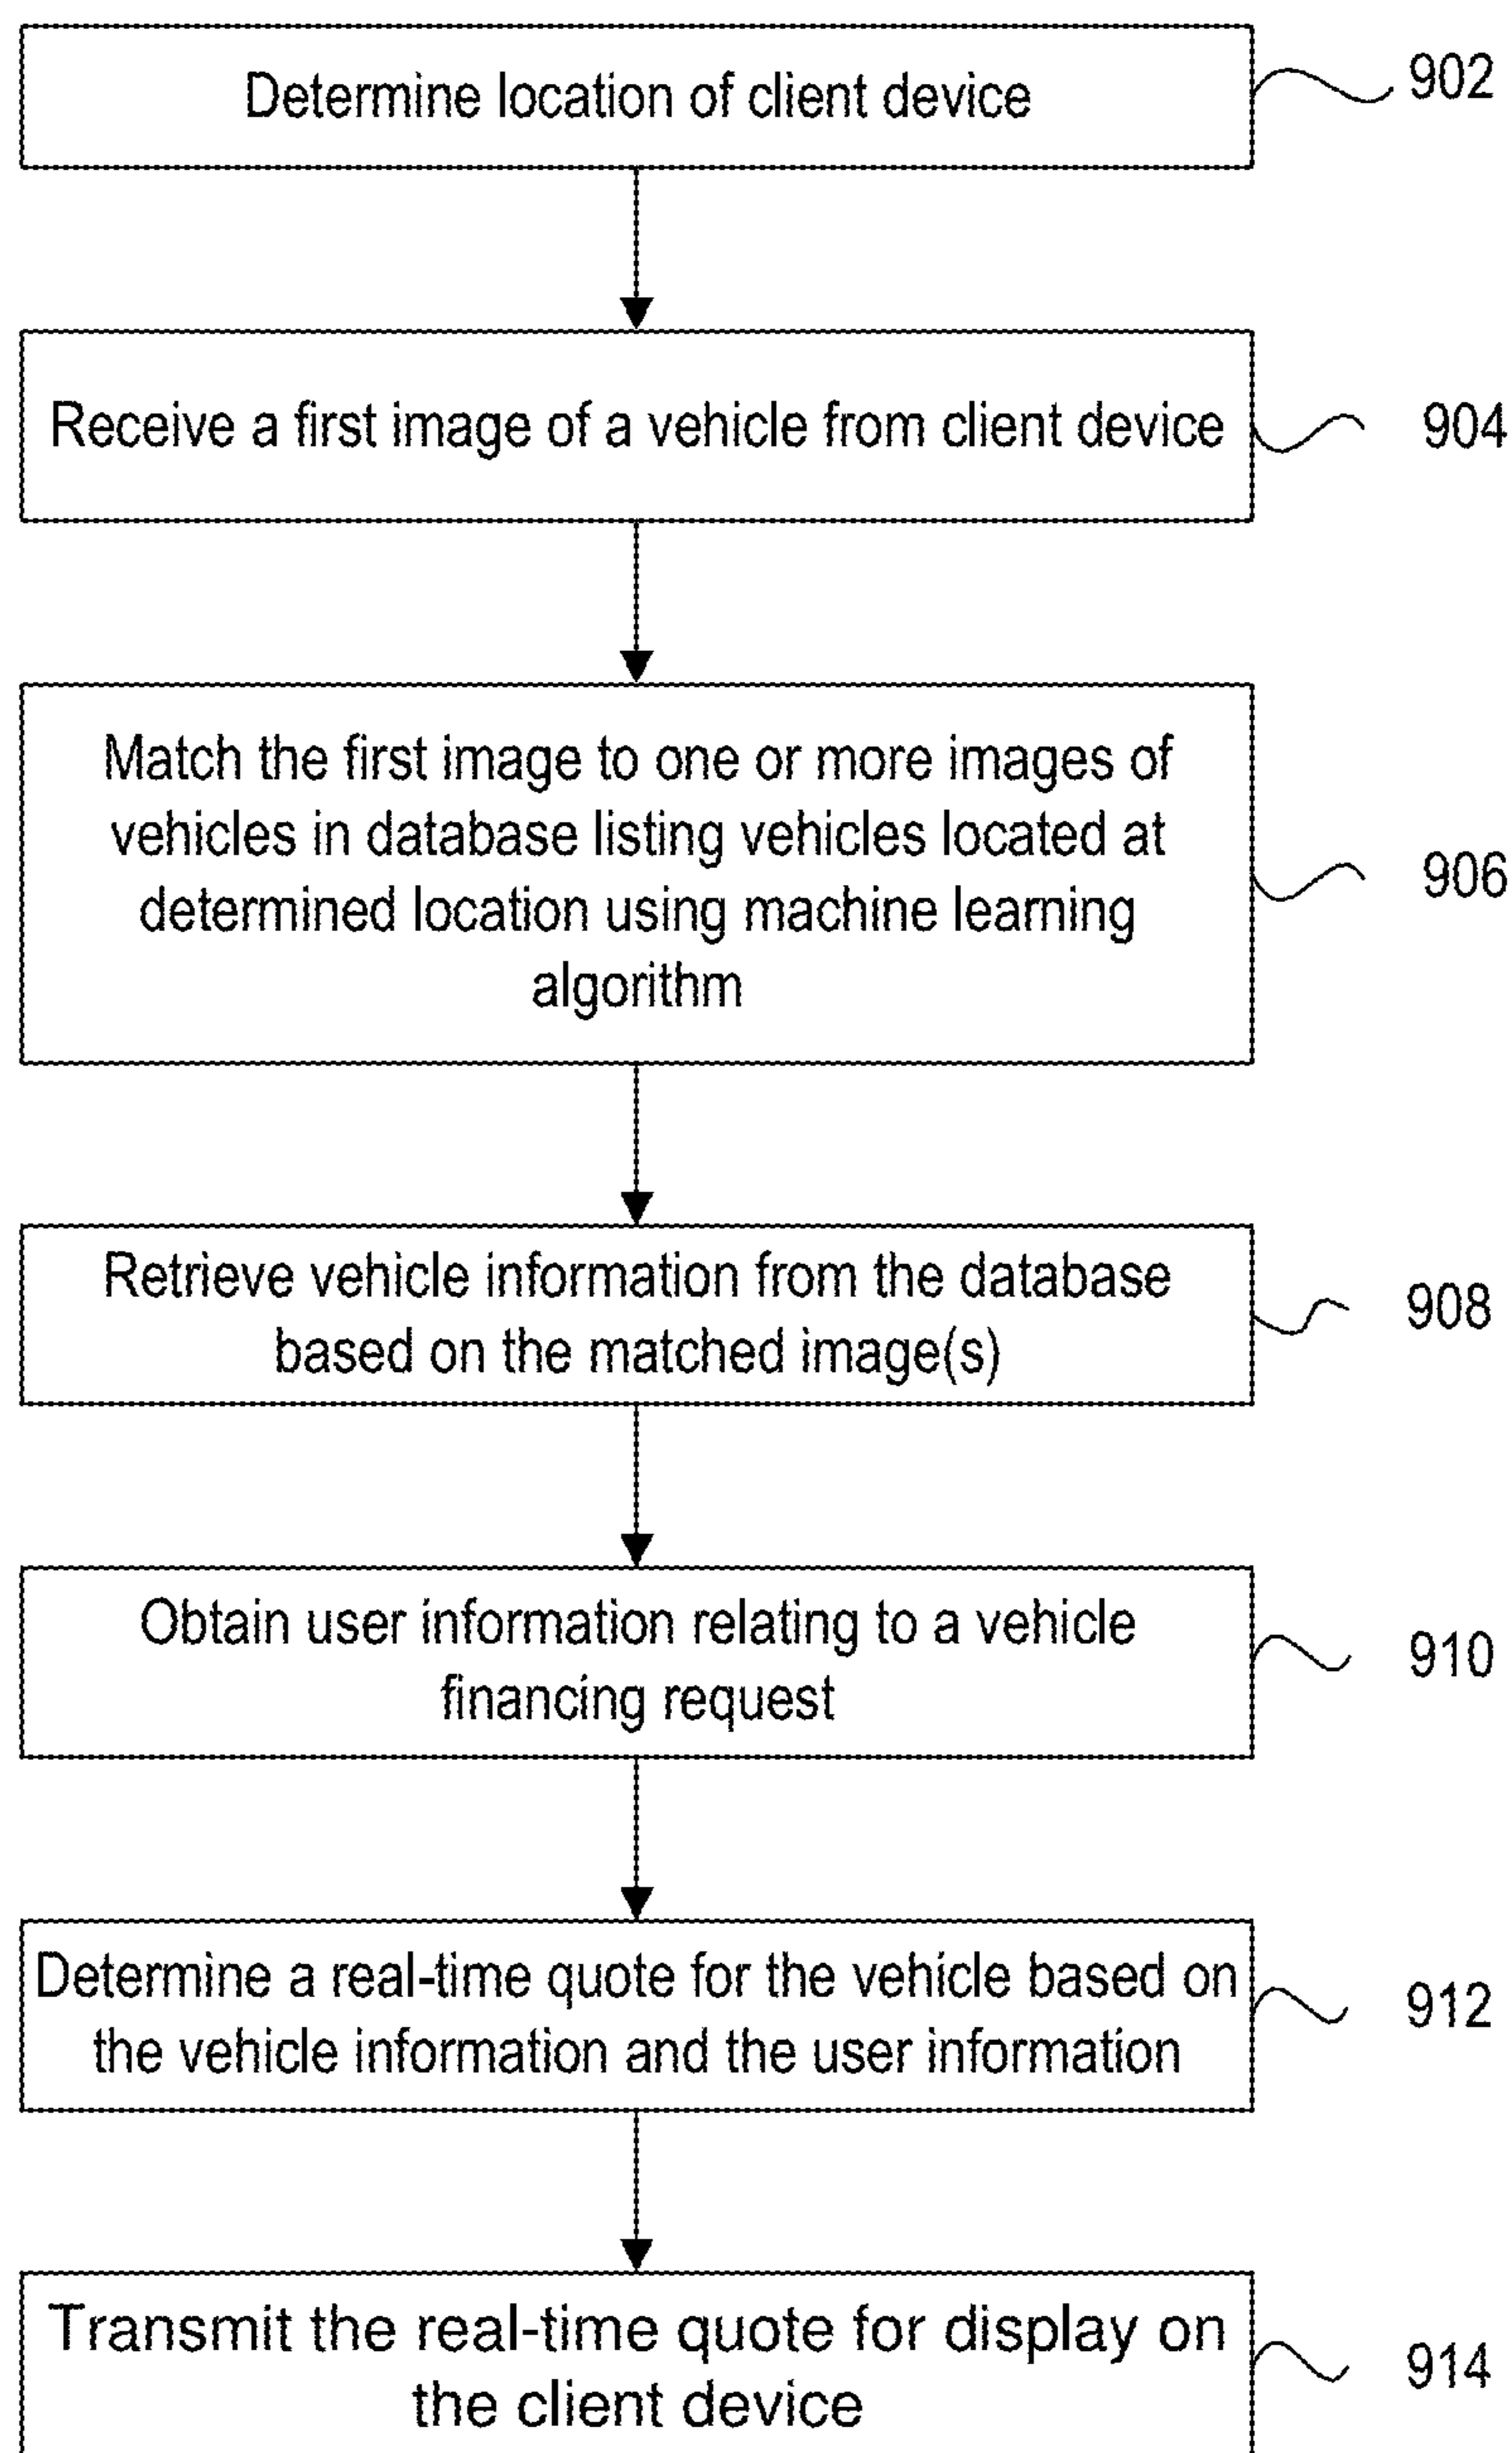 Determine location of client device
902
Receive a first image of a vehicle from client device
904
Match the first image to one or more images of
vehicles in database listing vehicles located at
determined location using machine learning
algorithm
906
Retrieve vehicle information from the database
based on the matched image(s)
908
Obtain user information relating to a vehicle
financing request
910
Determine a real-time quote for the vehicle based on
the vehicle information and the user information
912
Transmit the real-time quote for display on
the client device
914